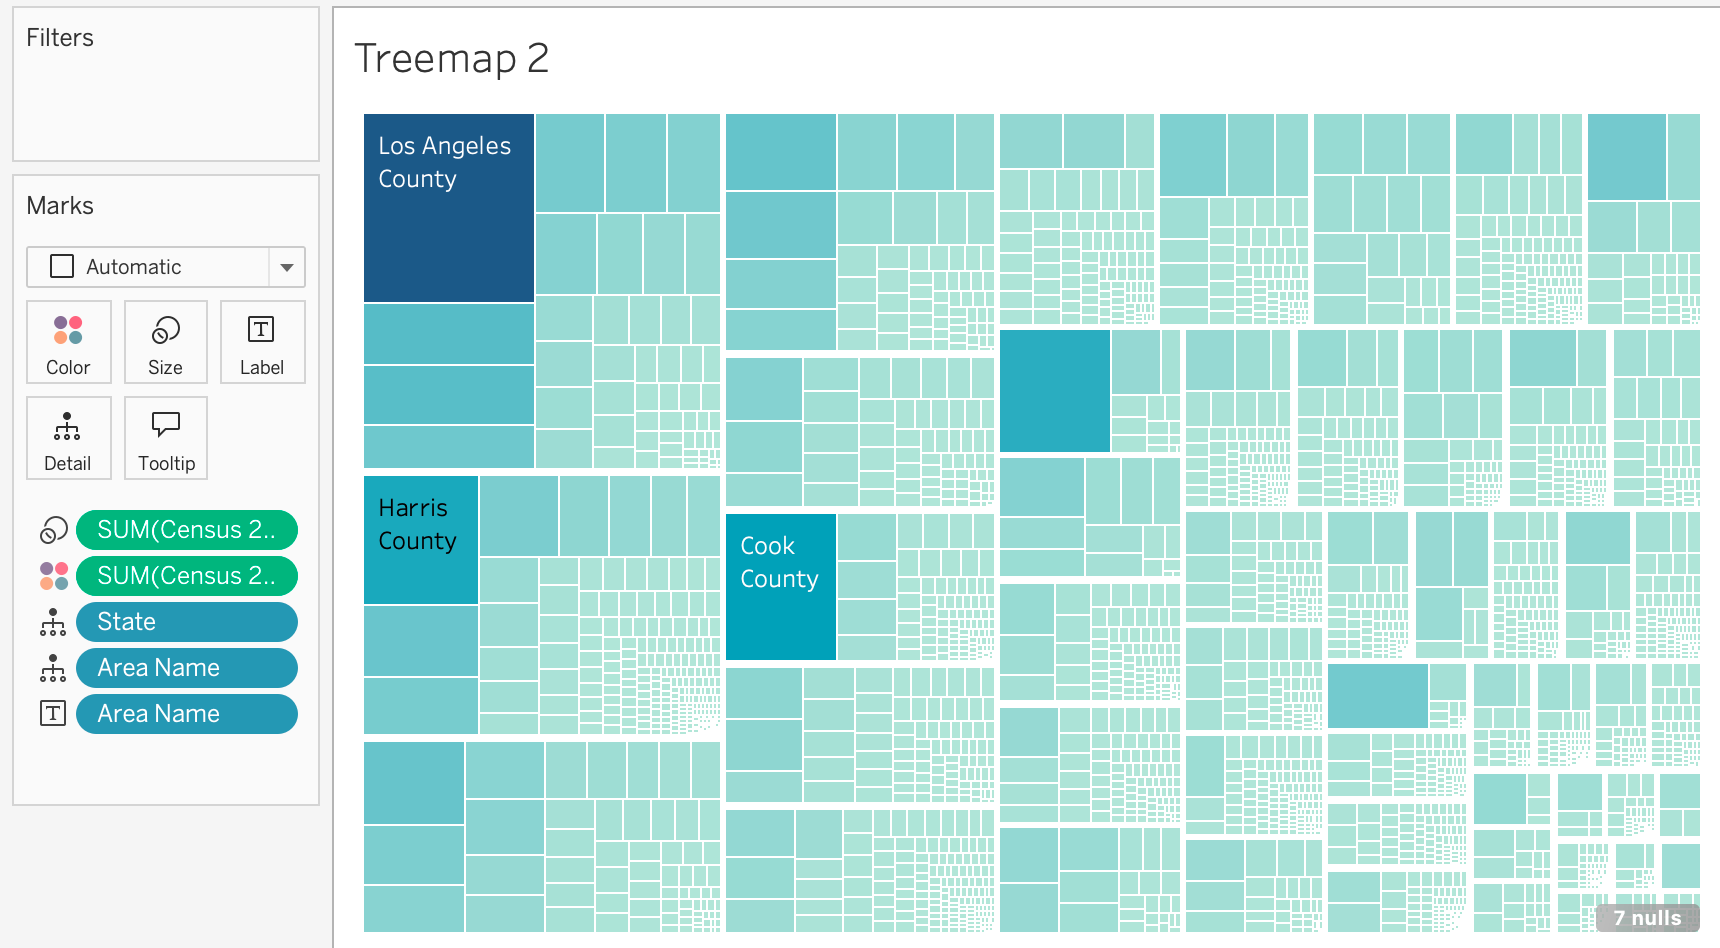 Filters
Marks
Automatic
Color
Size
T
Label
Detail
Tooltip
SUM(Census 2..
SUM(Census 2..
State
Area Name
T
Area Name
Treemap 2
Los Angeles
County
Harris
County
Cook
County
7 nulls